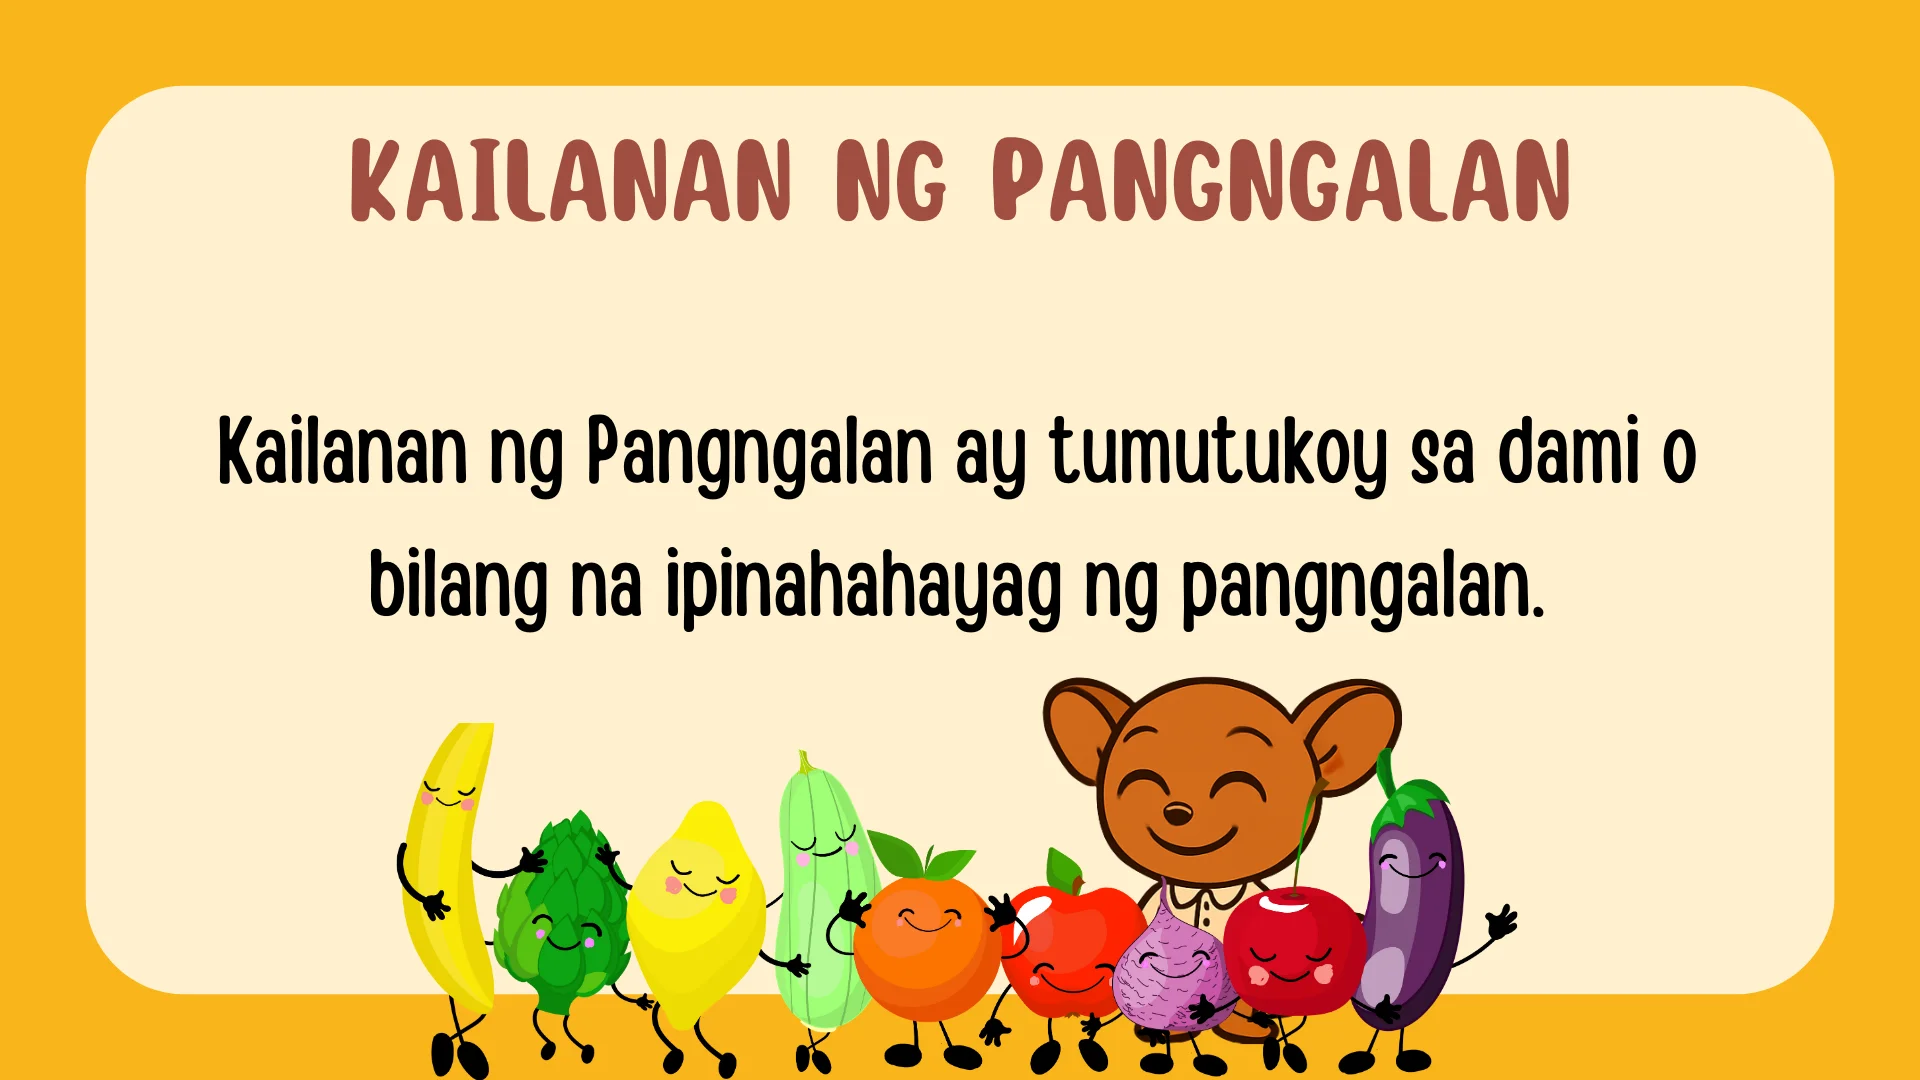 KAILANAN NG PANGNGALAN
Kailanan ng Pangngalan ay tumutukoy sa dami o
bilang na ipinahahayag ng pangngalan.